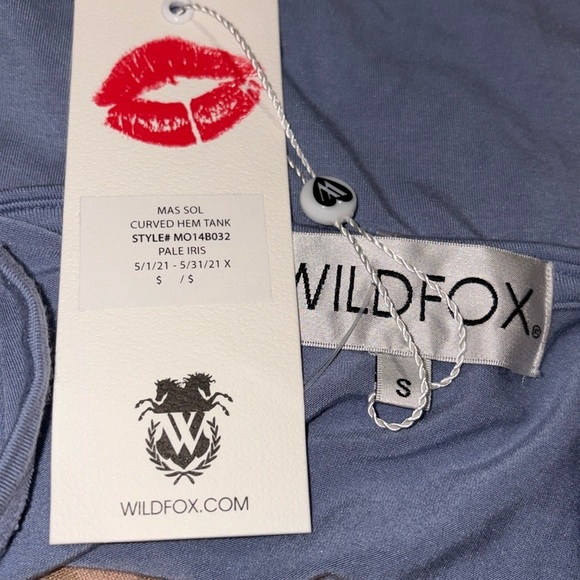 MAS SOL
CURVED HEM TANK
STYLE# MO14B032
PALE IRIS
5/1/21 - 5/31/21 X
$ / $
W
WILDFOX.COM
WILDFOX®
S